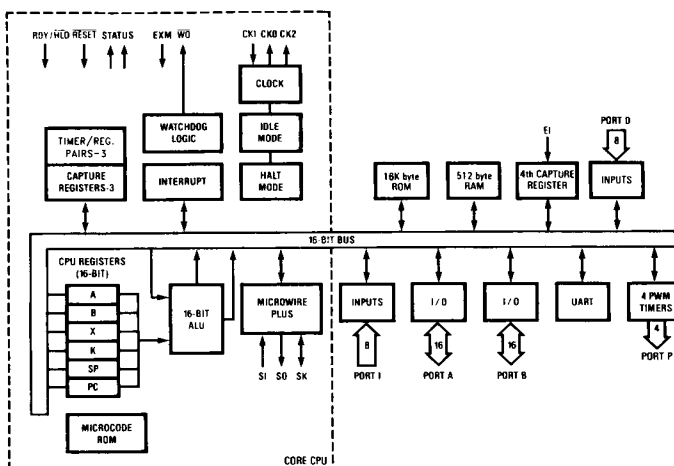 RDY/HLD RESET STATUS EXM WO CK1 CK0 CK2
CLOCK
TIMER/REG. PAIRS-3
CAPTURE REGISTERS-3
WATCHDOG LOGIC
IDLE MODE
INTERRUPT
HALT MODE
16K byte ROM
512 byte RAM
EI
4th CAPTURE REGISTER
PORT D
8
INPUTS
16-BIT BUS
CPU REGISTERS
(16-BIT)
A
B
X
K
SP
PC
16-BIT ALU
MICROWIRE PLUS
SI SO SK
MICROCODE ROM
CORE CPU
INPUTS
8
PORT I
I/O
16
PORT A
I/O
16
PORT B
UART
4 PWM TIMERS
4
PORT P